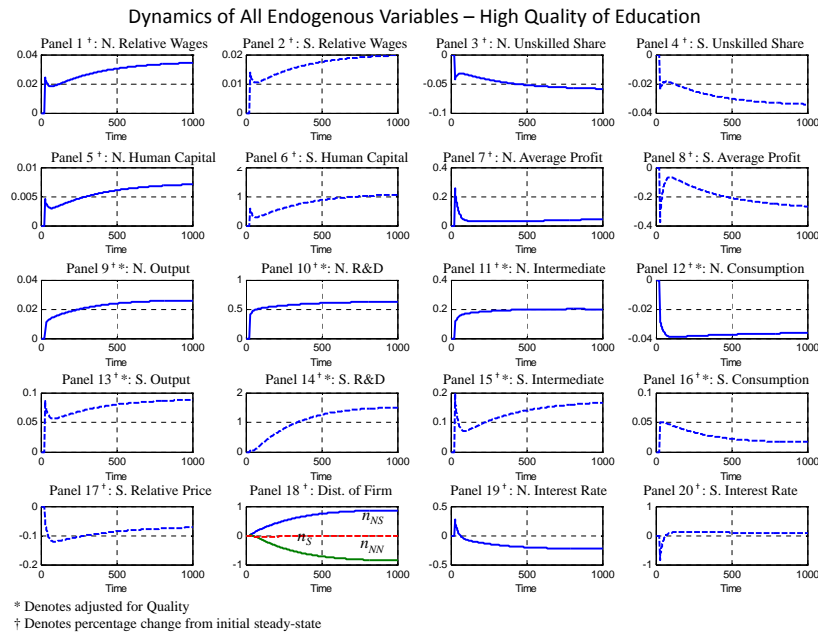 Dynamics of All Endogenous Variables – High Quality of Education
Panel 1 †: N. Relative Wages
0.04
0.02
0
0 500 1000
Time
Panel 2 †: S. Relative Wages
0.02
0.01
0
0 500 1000
Time
Panel 3 †: N. Unskilled Share
0
-0.05
-0.1
0 500 1000
Time
Panel 4 †: S. Unskilled Share
0
-0.02
-0.04
0 500 1000
Time
Panel 5 †: N. Human Capital
0.01
0.005
0
0 500 1000
Time
Panel 6 †: S. Human Capital
2
1
0
0 500 1000
Time
Panel 7 †: N. Average Profit
0.4
0.2
0
0 500 1000
Time
Panel 8 †: S. Average Profit
0
-0.2
-0.4
0 500 1000
Time
Panel 9 † *: N. Output
0.04
0.02
0
0 500 1000
Time
Panel 10 † *: N. R&D
1
0.5
0
0 500 1000
Time
Panel 11 † *: N. Intermediate
0.4
0.2
0
0 500 1000
Time
Panel 12 † *: N. Consumption
0
-0.02
-0.04
0 500 1000
Time
Panel 13 † *: S. Output
0.1
0.05
0
0 500 1000
Time
Panel 14 † *: S. R&D
2
1
0
0 500 1000
Time
Panel 15 † *: S. Intermediate
0.2
0.1
0
0 500 1000
Time
Panel 16 † *: S. Consumption
0.1
0.05
0
0 500 1000
Time
Panel 17 †: S. Relative Price
0
-0.1
-0.2
0 500 1000
Time
Panel 18 †: Dist. of Firm
1
0
-1
n_NS
n_S
n_NN
0 500 1000
Time
Panel 19 †: N. Interest Rate
0.5
0
-0.5
0 500 1000
Time
Panel 20 †: S. Interest Rate
1
0
-1
0 500 1000
Time
* Denotes adjusted for Quality
† Denotes percentage change from initial steady-state